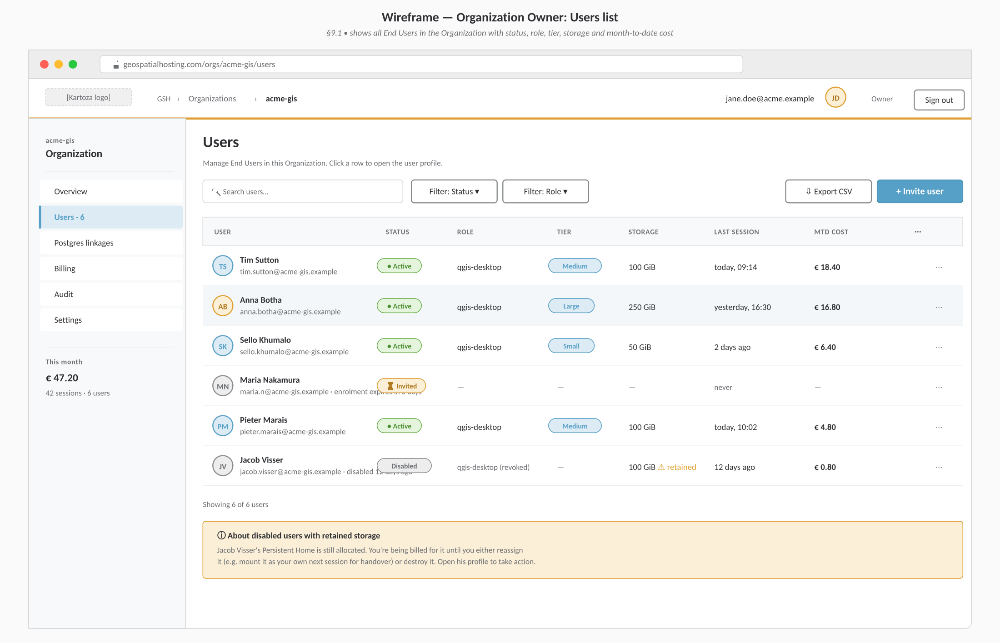 Wireframe — Organization Owner: Users list
§9.1 • shows all End Users in the Organization with status, role, tier, storage and month-to-date cost
geospatialhosting.com/orgs/acme-gis/users
[Kartoza logo] GSH › Organizations › acme-gis jane.doe@acme.example JD Owner Sign out
acme-gis
Organization
Overview
Users · 6
Postgres linkages
Billing
Audit
Settings
This month
€ 47.20
42 sessions · 6 users
Users
Manage End Users in this Organization. Click a row to open the user profile.
Search users... Filter: Status ▾ Filter: Role ▾ ⇩ Export CSV + Invite user
USER STATUS ROLE TIER STORAGE LAST SESSION MTD COST ⋯
TS Tim Sutton
tim.sutton@acme-gis.example
● Active qgis-desktop Medium 100 GiB today, 09:14 € 18.40 ⋯
AB Anna Botha
anna.botha@acme-gis.example
● Active qgis-desktop Large 250 GiB yesterday, 16:30 € 16.80 ⋯
SK Sello Khumalo
sello.khumalo@acme-gis.example
● Active qgis-desktop Small 50 GiB 2 days ago € 6.40 ⋯
MN Maria Nakamura
maria.n@acme-gis.example · enrolment expires in 6 days
⌛ Invited — — — never — ⋯
PM Pieter Marais
pieter.marais@acme-gis.example
● Active qgis-desktop Medium 100 GiB today, 10:02 € 4.80 ⋯
JV Jacob Visser
jacob.visser@acme-gis.example · disabled 12 days ago
Disabled qgis-desktop (revoked) — 100 GiB ⚠ retained 12 days ago € 0.80 ⋯
Showing 6 of 6 users
ⓘ About disabled users with retained storage
Jacob Visser's Persistent Home is still allocated. You're being billed for it until you either reassign
it (e.g. mount it as your own next session for handover) or destroy it. Open his profile to take action.